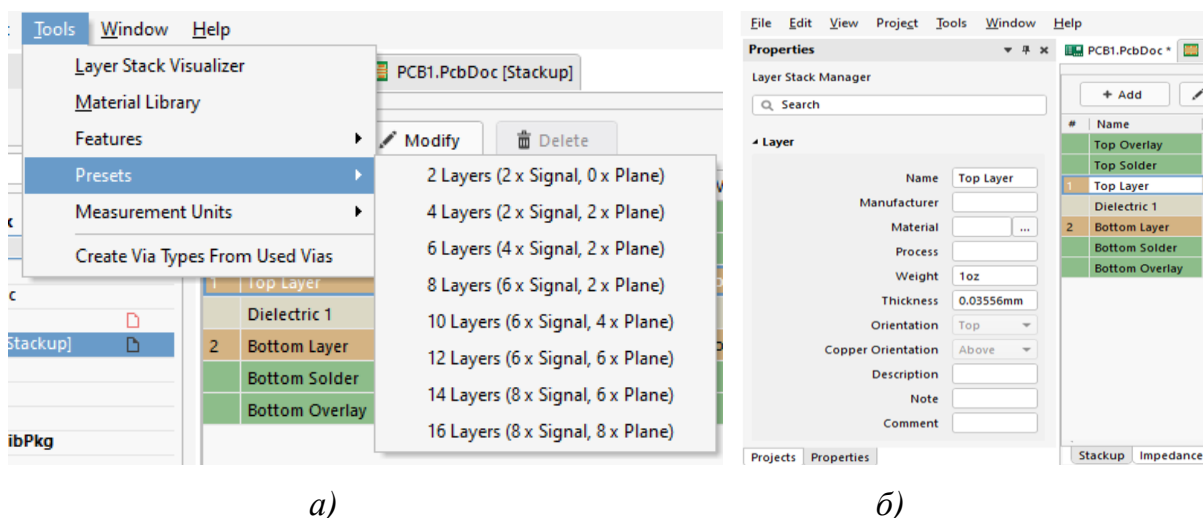 Tools Window Help
Layer Stack Visualizer
Material Library
Features
Presets
Measurement Units
Create Via Types From Used Vias
PCB1.PcbDoc [Stackup]
Modify Delete
2 Layers (2 x Signal, 0 x Plane)
4 Layers (2 x Signal, 2 x Plane)
6 Layers (4 x Signal, 2 x Plane)
8 Layers (6 x Signal, 2 x Plane)
10 Layers (6 x Signal, 4 x Plane)
12 Layers (6 x Signal, 6 x Plane)
14 Layers (8 x Signal, 6 x Plane)
16 Layers (8 x Signal, 8 x Plane)
1 Top Layer
Dielectric 1
2 Bottom Layer
Bottom Solder
Bottom Overlay
c
Stackup]
ibPkg
а)
File Edit View Project Tools Window Help
Properties
Layer Stack Manager
Search
Layer
Name Top Layer
Manufacturer
Material ...
Process
Weight 1oz
Thickness 0.03556mm
Orientation Top
Copper Orientation Above
Description
Note
Comment
Projects Properties
PCB1.PcbDoc *
+ Add
# Name
Top Overlay
Top Solder
1 Top Layer
Dielectric 1
2 Bottom Layer
Bottom Solder
Bottom Overlay
Stackup Impedance
б)